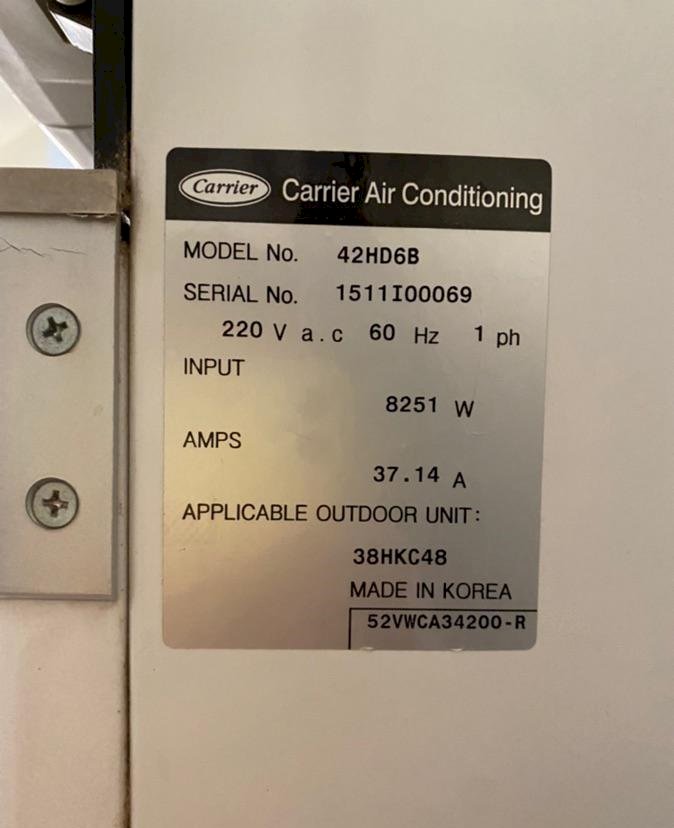 Carrier Carrier Air Conditioning
MODEL No. 42HD6B
SERIAL No. 1511I00069
220 V a.c 60 Hz 1 ph
INPUT
8251 W
AMPS
37.14 A
APPLICABLE OUTDOOR UNIT:
38HKC48
MADE IN KOREA
52VWCA34200-R